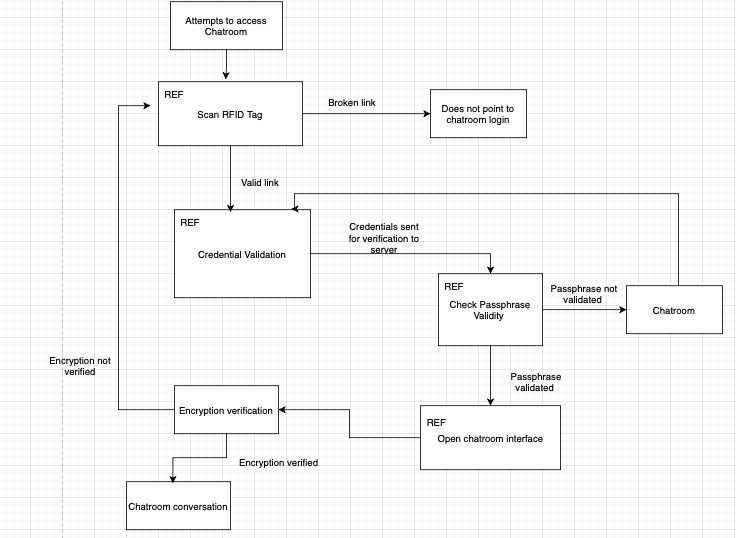 Attempts to access
Chatroom
REF
Scan RFID Tag
Broken link
Does not point to
chatroom login
Valid link
REF
Credential Validation
Credentials sent
for verification to
server
REF
Check Passphrase
Validity
Passphrase not
validated
Chatroom
Encryption not
verified
Passphrase
validated
Encryption verification
REF
Open chatroom interface
Encryption verified
Chatroom conversation